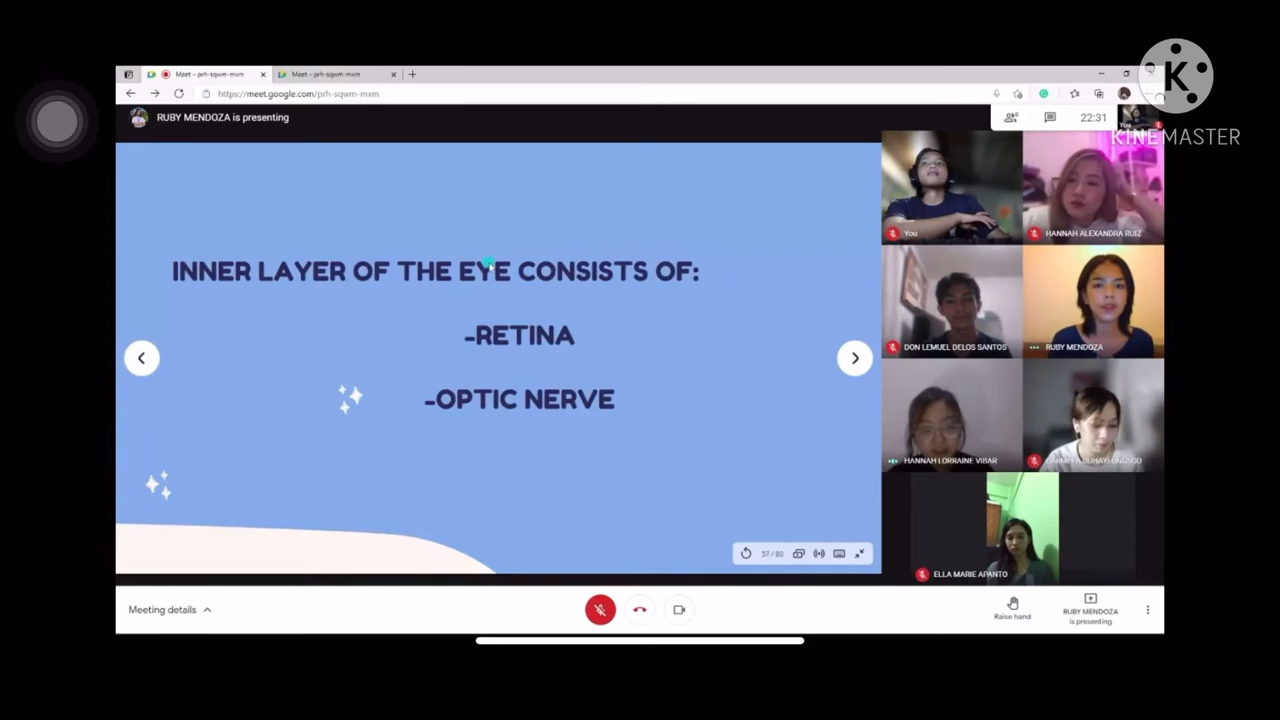 Meet – prh-sqwm-mxm
Meet – prh-sqwm-mxm
https://meet.google.com/prh-sqwm-mxm
K
KINEMASTER
RUBY MENDOZA is presenting
22:31
You
You
HANNAH ALEXANDRA RUIZ
INNER LAYER OF THE EYE CONSISTS OF:
-RETINA
-OPTIC NERVE
DON LEMUEL DELOS SANTOS
RUBY MENDOZA
HANNAH LORRAINE VIBAR
57 / 80
ELLA MARIE APANTO
Meeting details
Raise hand
RUBY MENDOZA
is presenting